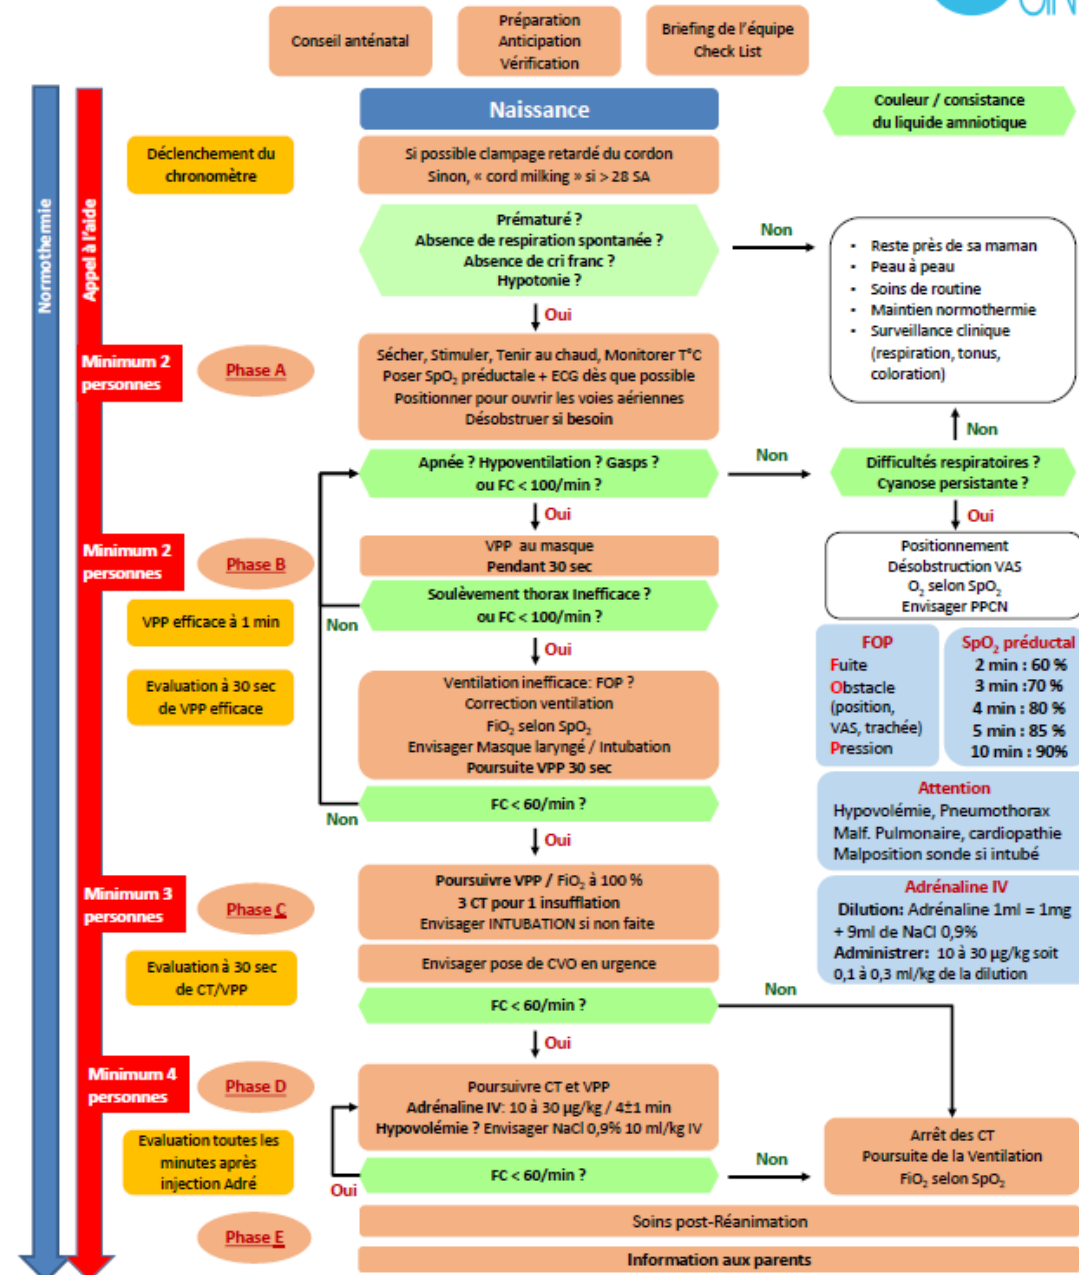 Conseil anténatal
Préparation
Anticipation
Vérification
Briefing de l'équipe
Check List
Normothermie
Appel à l'aide
Naissance
Couleur / consistance
du liquide amniotique
Déclenchement du
chronomètre
Si possible clampage retardé du cordon
Sinon, « cord milking » si > 28 SA
Prématuré ?
Absence de respiration spontanée ?
Absence de cri franc ?
Hypotonie ?
Non
• Reste près de sa maman
• Peau à peau
• Soins de routine
• Maintien normothermie
• Surveillance clinique
(respiration, tonus,
coloration)
Oui
Minimum 2
personnes
Phase A
Sécher, Stimuler, Tenir au chaud, Monitorer T°C
Poser SpO₂ préductale + ECG dès que possible
Positionner pour ouvrir les voies aériennes
Désobstruer si besoin
Non
Apnée ? Hypoventilation ? Gasps ?
ou FC < 100/min ?
Non
Difficultés respiratoires ?
Cyanose persistante ?
Oui
Oui
Minimum 2
personnes
Phase B
VPP au masque
Pendant 30 sec
Positionnement
Désobstruction VAS
O₂ selon SpO₂
Envisager PPCN
Soulèvement thorax Inefficace ?
ou FC < 100/min ?
Non
VPP efficace à 1 min
Oui
FOP
Fuite
Obstacle
(position,
VAS, trachée)
Pression
SpO₂ préductal
2 min : 60 %
3 min :70 %
4 min : 80 %
5 min : 85 %
10 min : 90%
Evaluation à 30 sec
de VPP efficace
Ventilation inefficace: FOP ?
Correction ventilation
FiO₂ selon SpO₂
Envisager Masque laryngé / Intubation
Poursuite VPP 30 sec
FC < 60/min ?
Non
Oui
Attention
Hypovolémie, Pneumothorax
Malf. Pulmonaire, cardiopathie
Malposition sonde si intubé
Minimum 3
personnes
Phase C
Poursuivre VPP / FiO₂ à 100 %
3 CT pour 1 insufflation
Envisager INTUBATION si non faite
Adrénaline IV
Dilution: Adrénaline 1ml = 1mg
+ 9ml de NaCl 0,9%
Administrer: 10 à 30 µg/kg soit
0,1 à 0,3 ml/kg de la dilution
Evaluation à 30 sec
de CT/VPP
Envisager pose de CVO en urgence
FC < 60/min ?
Non
Oui
Minimum 4
personnes
Phase D
Poursuivre CT et VPP
Adrénaline IV: 10 à 30 µg/kg / 4±1 min
Hypovolémie ? Envisager NaCl 0,9% 10 ml/kg IV
Evaluation toutes les
minutes après
injection Adré
Oui
FC < 60/min ?
Non
Arrêt des CT
Poursuite de la Ventilation
FiO₂ selon SpO₂
Phase E
Soins post-Réanimation
Information aux parents